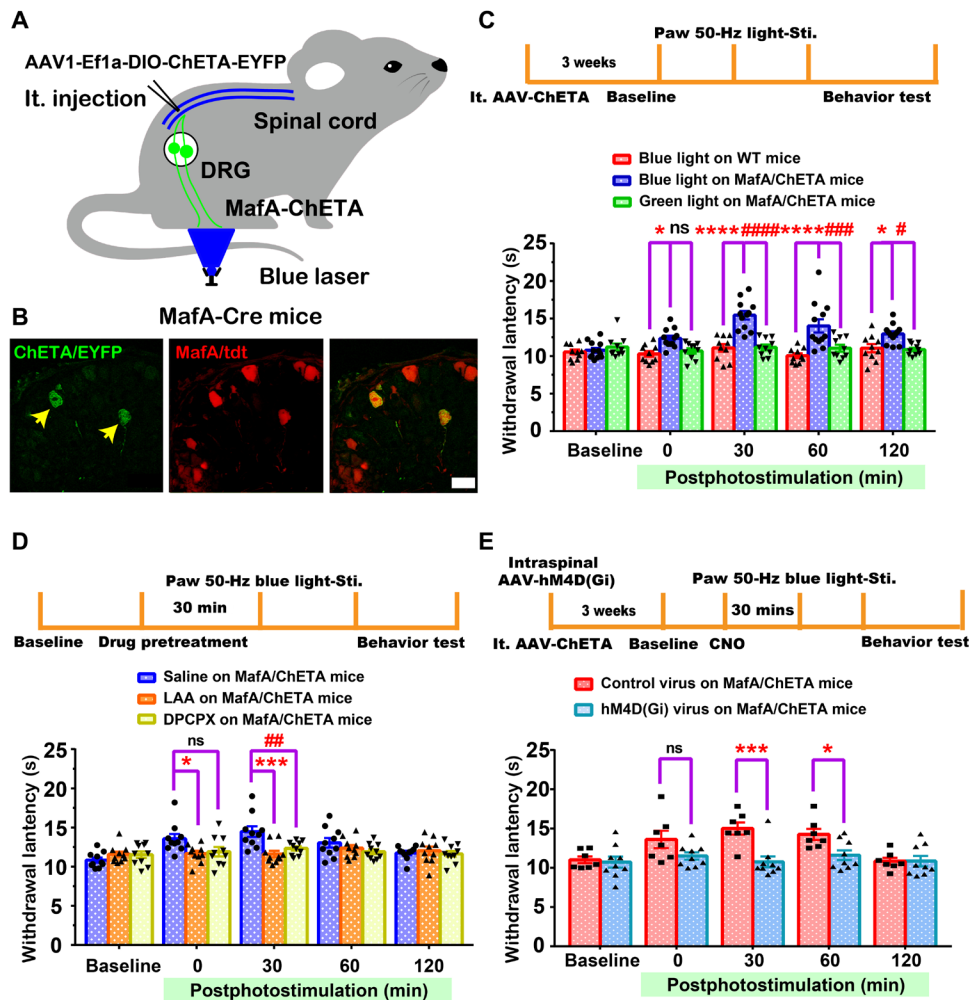 A
AAV1-Ef1a-DIO-ChETA-EYFP
It. injection
Spinal cord
DRG
MafA-ChETA
Blue laser
B
MafA-Cre mice
ChETA/EYFP
MafA/tdt
C
Paw 50-Hz light-Sti.
3 weeks
It. AAV-ChETA
Baseline
Behavior test
Blue light on WT mice
Blue light on MafA/ChETA mice
Green light on MafA/ChETA mice
Withdrawal lantency (s)
25
20
15
10
5
0
* ns
**** ####
**** ###
* #
Baseline 0 30 60 120
Postphotostimulation (min)
D
Paw 50-Hz blue light-Sti.
30 min
Baseline
Drug pretreatment
Behavior test
Saline on MafA/ChETA mice
LAA on MafA/ChETA mice
DPCPX on MafA/ChETA mice
Withdrawal lantency (s)
25
20
15
10
5
0
ns
*
##
***
Baseline 0 30 60 120
Postphotostimulation (min)
E
Intraspinal
AAV-hM4D(Gi)
Paw 50-Hz blue light-Sti.
3 weeks
30 mins
It. AAV-ChETA
Baseline
CNO
Behavior test
Control virus on MafA/ChETA mice
hM4D(Gi) virus on MafA/ChETA mice
Withdrawal lantency (s)
25
20
15
10
5
0
ns
***
*
Baseline 0 30 60 120
Postphotostimulation (min)